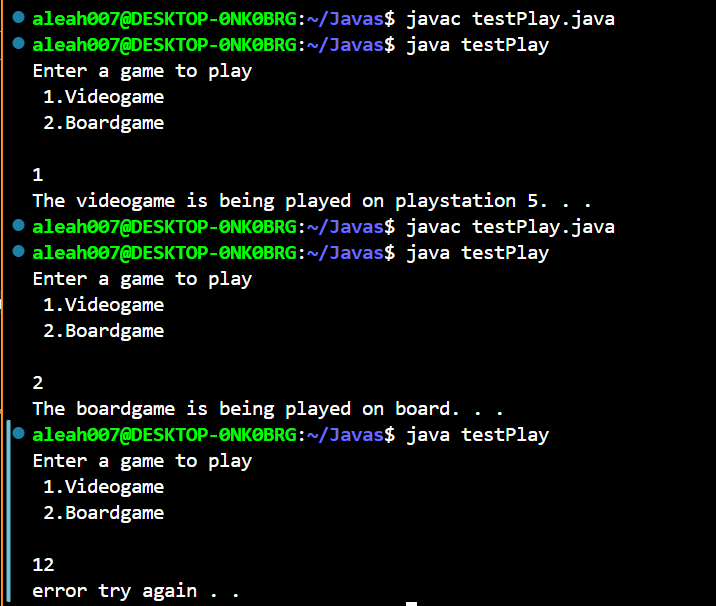 aleah007@DESKTOP-0NK0BRG:~/Javas$ javac testPlay.java
aleah007@DESKTOP-0NK0BRG:~/Javas$ java testPlay
Enter a game to play
 1.Videogame
 2.Boardgame

1
The videogame is being played on playstation 5. . .
aleah007@DESKTOP-0NK0BRG:~/Javas$ javac testPlay.java
aleah007@DESKTOP-0NK0BRG:~/Javas$ java testPlay
Enter a game to play
 1.Videogame
 2.Boardgame

2
The boardgame is being played on board. . .
aleah007@DESKTOP-0NK0BRG:~/Javas$ java testPlay
Enter a game to play
 1.Videogame
 2.Boardgame

12
error try again . .